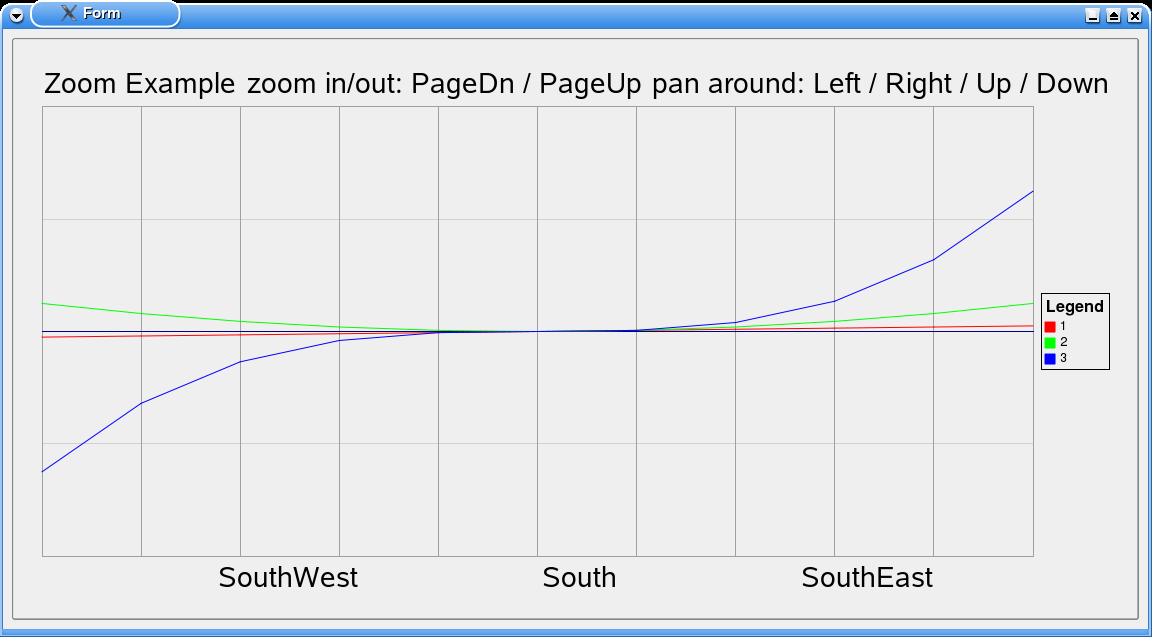 Form
Zoom Example zoom in/out: PageDn / PageUp pan around: Left / Right / Up / Down
Legend
1
2
3
SouthWest South SouthEast